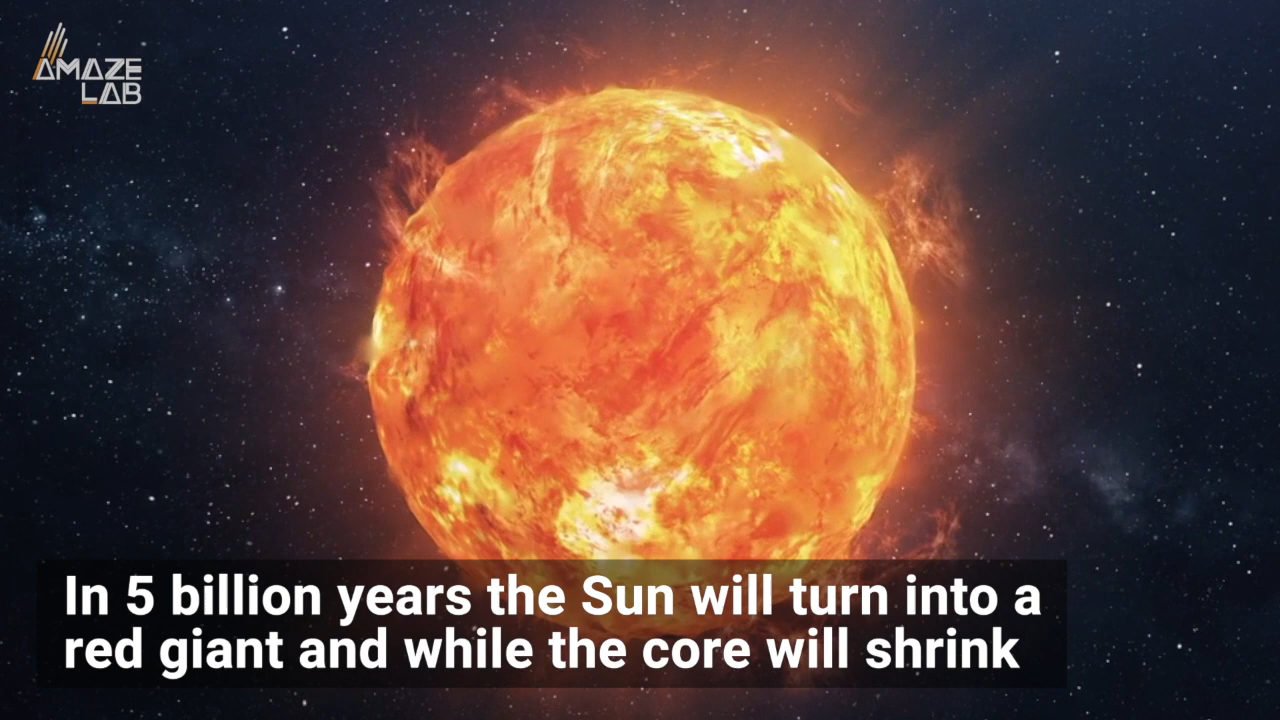 AMAZE
LAB
In 5 billion years the Sun will turn into a
red giant and while the core will shrink